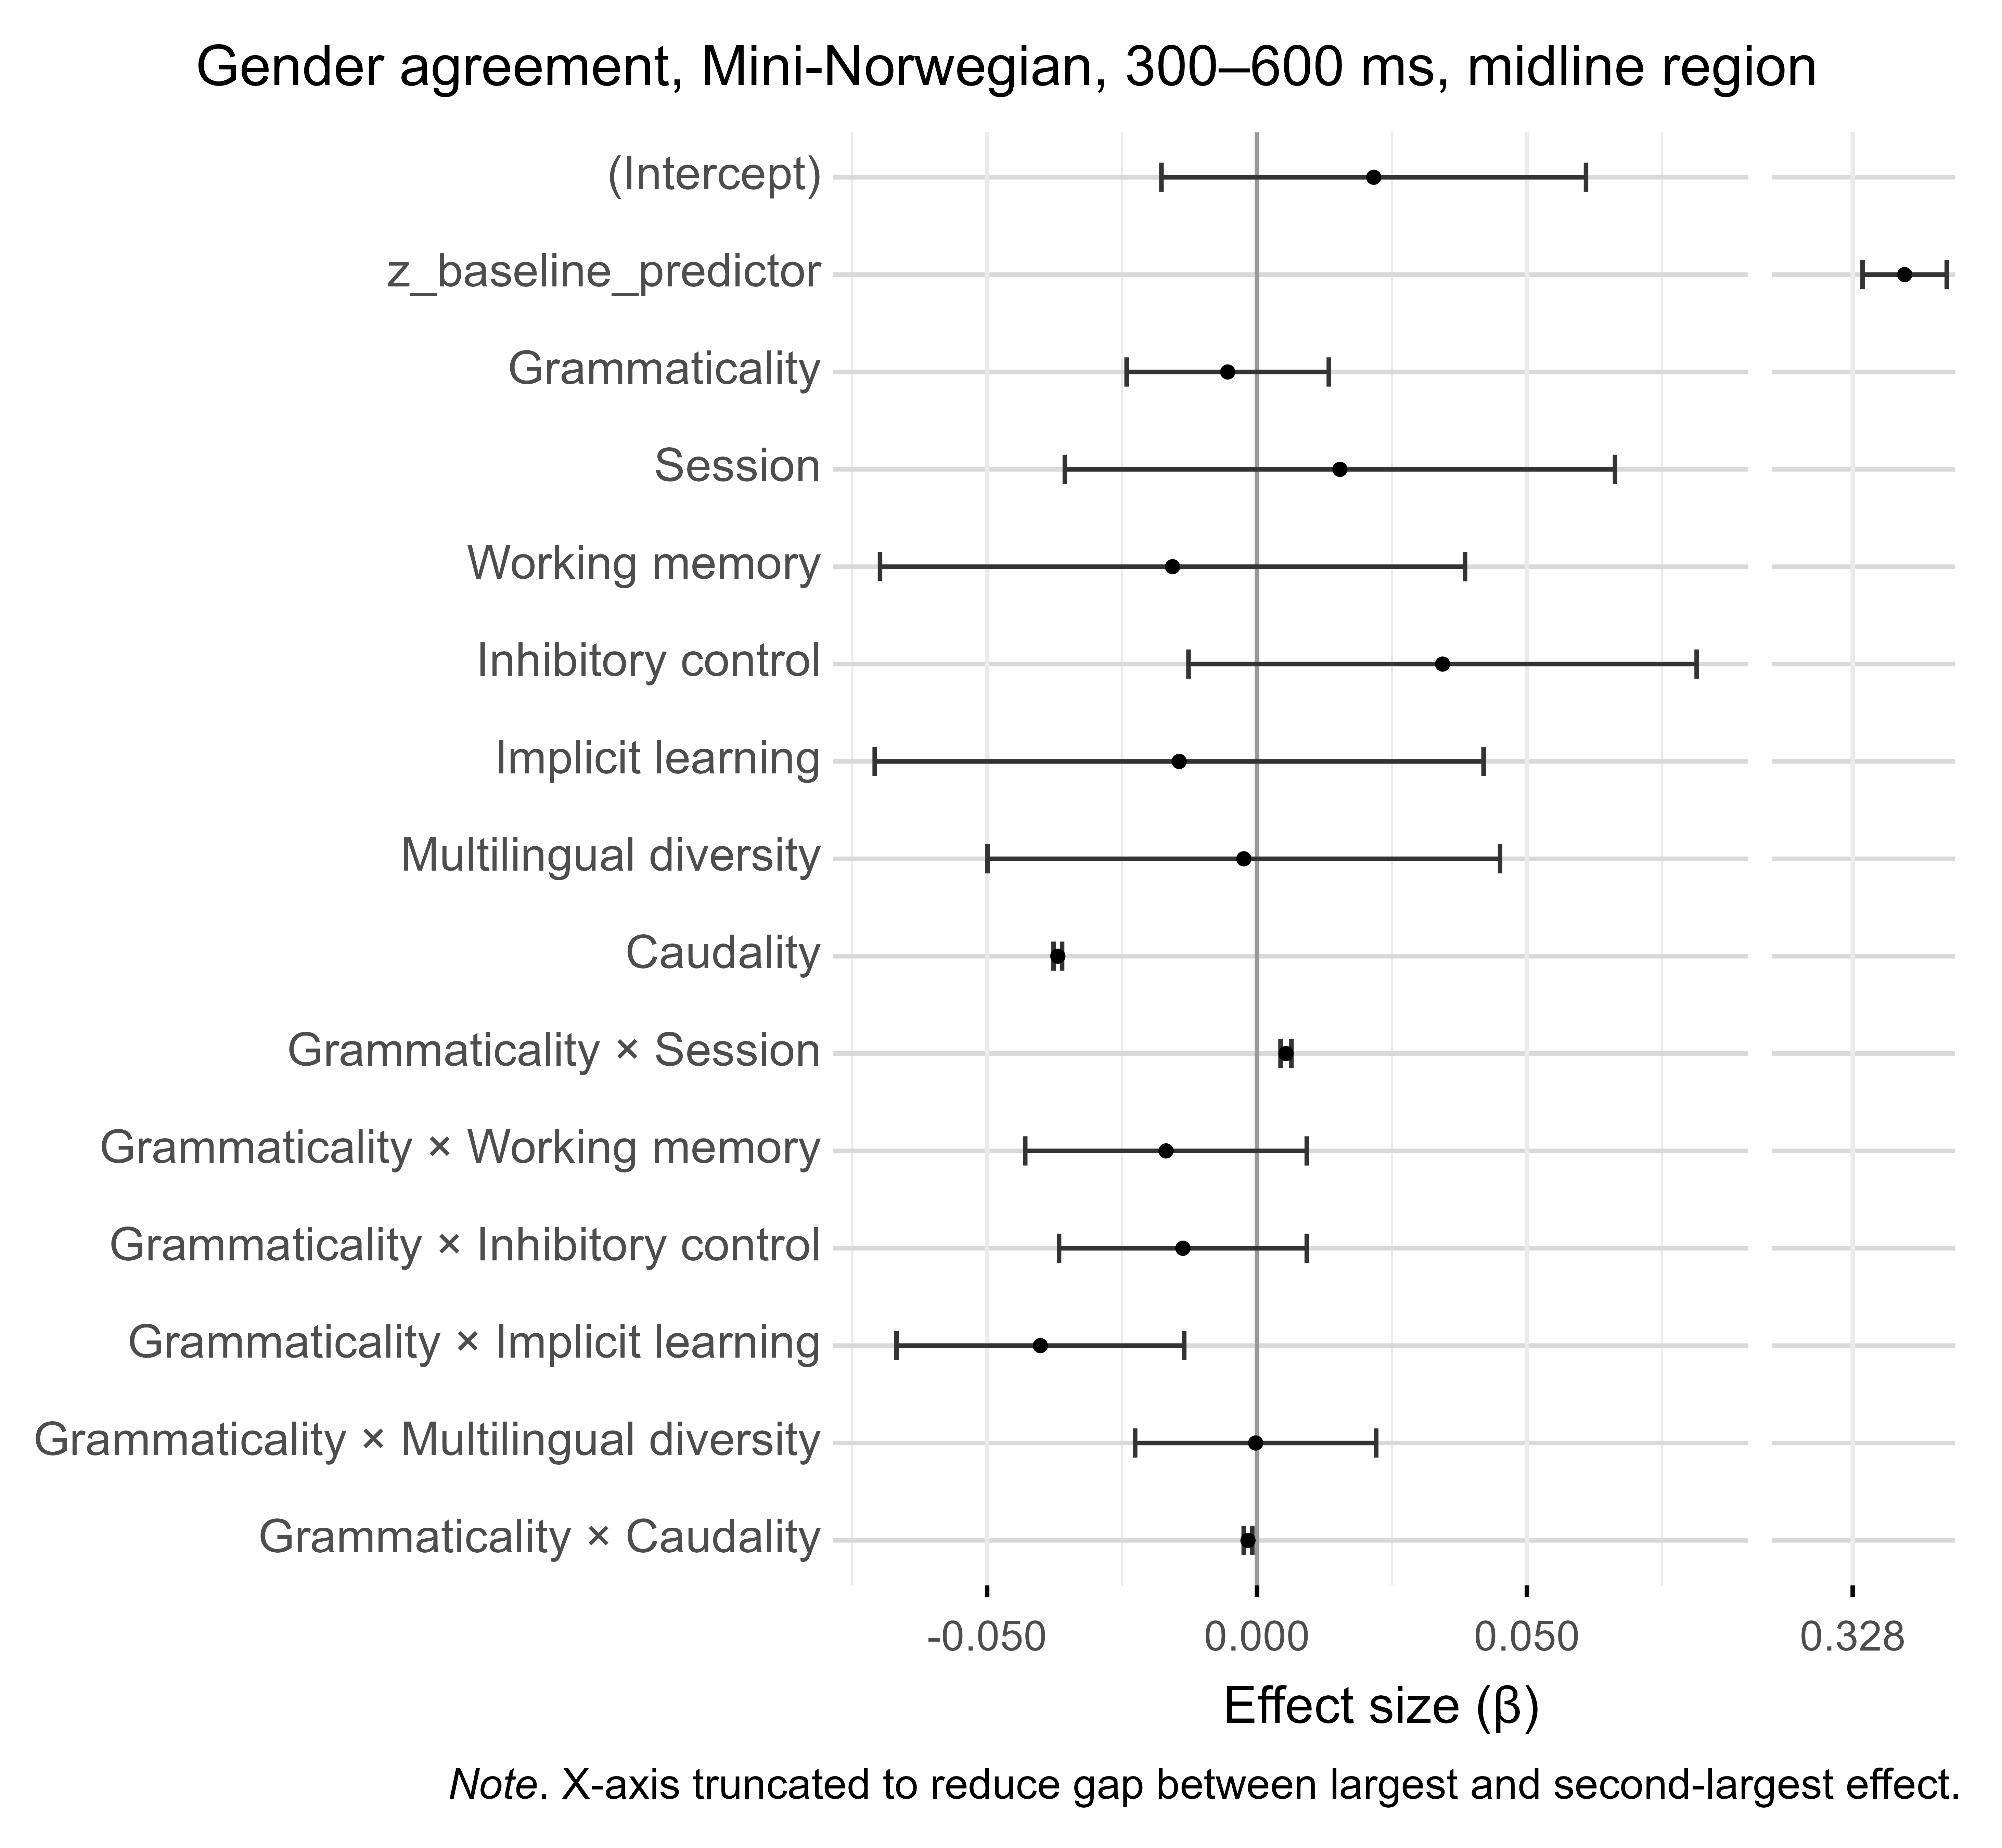 Gender agreement, Mini-Norwegian, 300–600 ms, midline region
(Intercept)
z_baseline_predictor
Grammaticality
Session
Working memory
Inhibitory control
Implicit learning
Multilingual diversity
Caudality
Grammaticality × Session
Grammaticality × Working memory
Grammaticality × Inhibitory control
Grammaticality × Implicit learning
Grammaticality × Multilingual diversity
Grammaticality × Caudality
-0.050 0.000 0.050 0.328
Effect size (β)
Note. X-axis truncated to reduce gap between largest and second-largest effect.